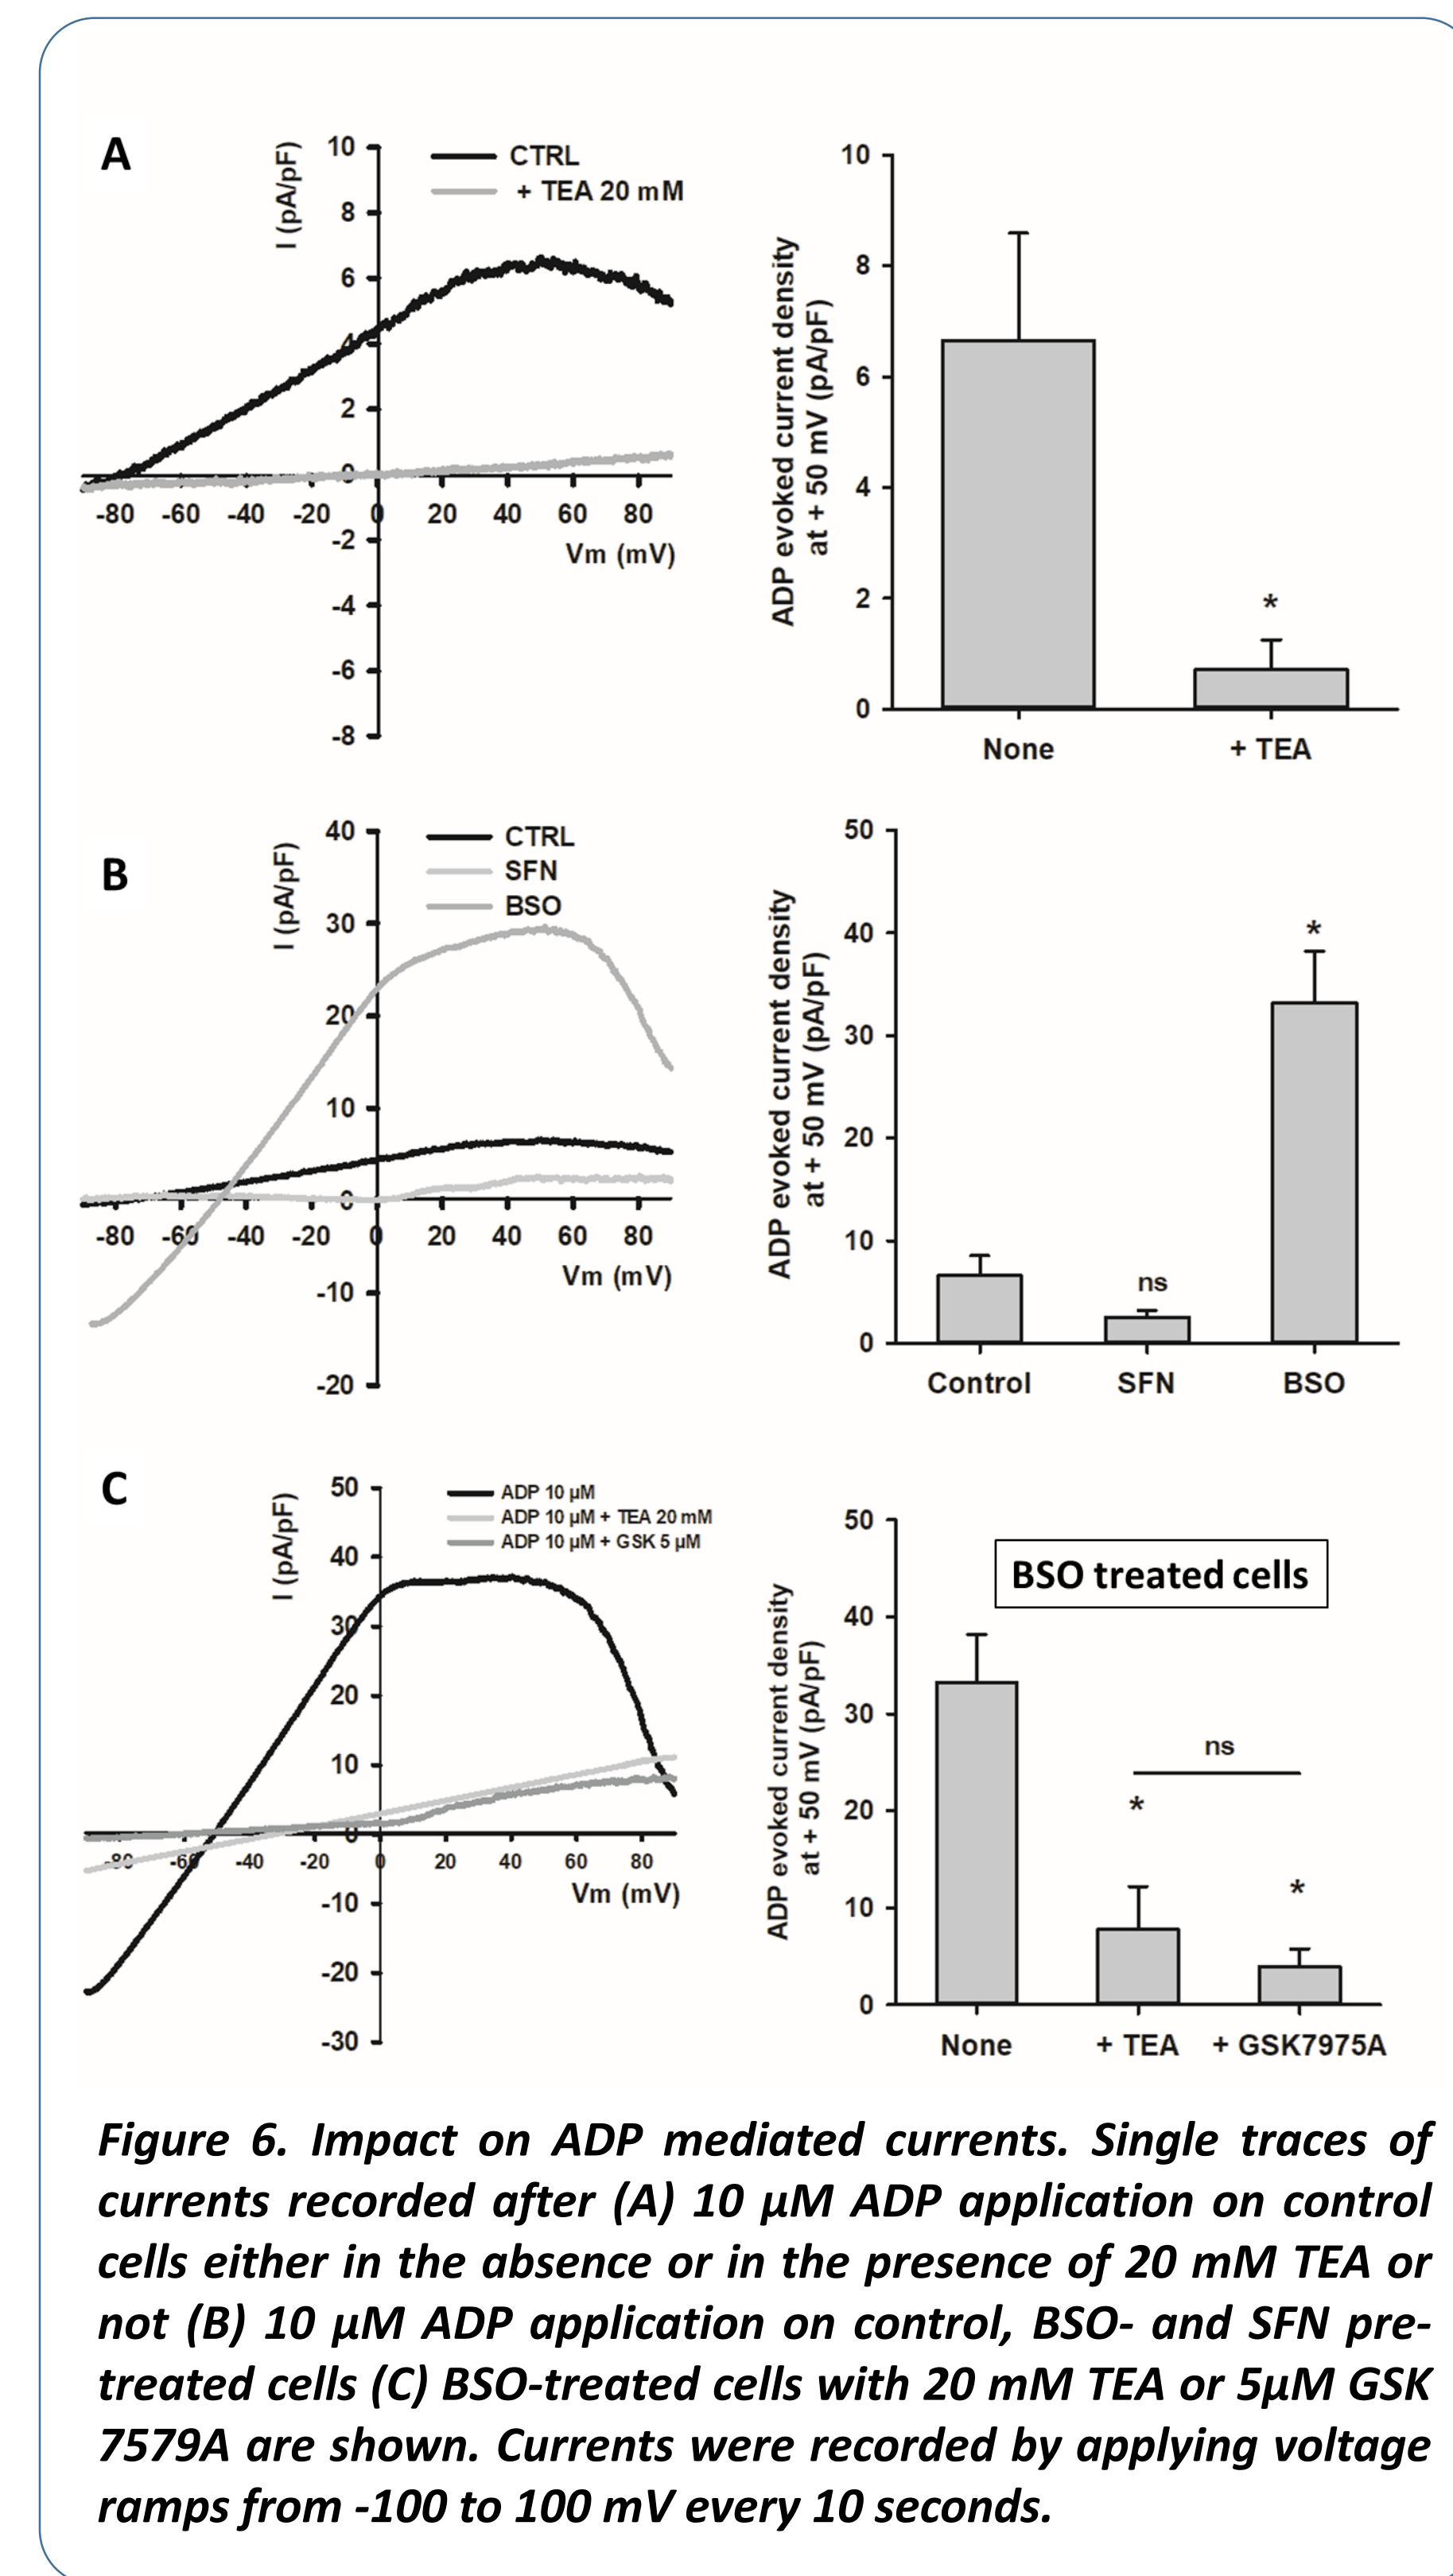 A
I (pA/pF)
10
8
6
4
2
0
-2
-4
-6
-8
-80 -60 -40 -20 0 20 40 60 80
Vm (mV)
CTRL
+ TEA 20 mM
ADP evoked current density
at + 50 mV (pA/pF)
10
8
6
4
2
0
*
None + TEA
B
I (pA/pF)
40
30
20
10
0
-10
-20
-80 -60 -40 -20 0 20 40 60 80
Vm (mV)
CTRL
SFN
BSO
ADP evoked current density
at + 50 mV (pA/pF)
50
40
30
20
10
0
ns
*
Control SFN BSO
C
I (pA/pF)
50
40
30
20
10
0
-10
-20
-30
-80 -60 -40 -20 0 20 40 60 80
Vm (mV)
ADP 10 µM
ADP 10 µM + TEA 20 mM
ADP 10 µM + GSK 5 µM
ADP evoked current density
at + 50 mV (pA/pF)
50
40
30
20
10
0
BSO treated cells
ns
*
*
None + TEA + GSK7975A
Figure 6. Impact on ADP mediated currents. Single traces of
currents recorded after (A) 10 µM ADP application on control
cells either in the absence or in the presence of 20 mM TEA or
not (B) 10 µM ADP application on control, BSO- and SFN pre-
treated cells (C) BSO-treated cells with 20 mM TEA or 5µM GSK
7579A are shown. Currents were recorded by applying voltage
ramps from -100 to 100 mV every 10 seconds.